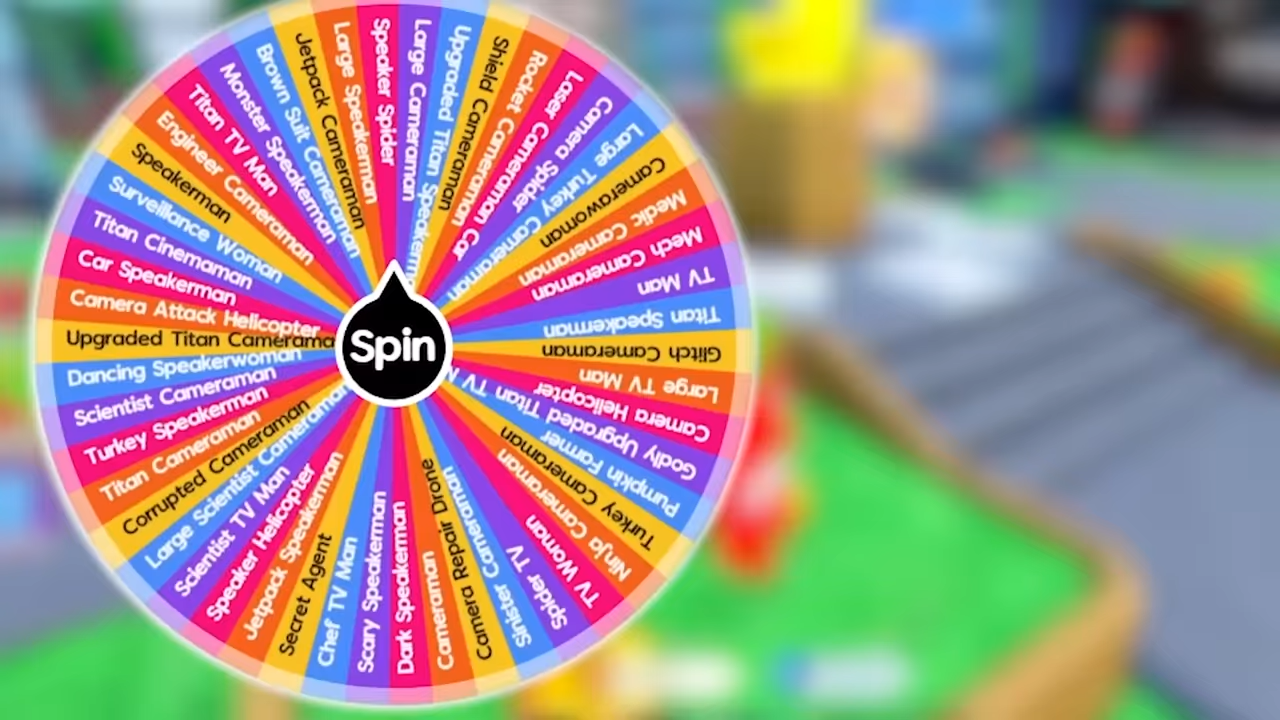 Speaker Spider
Large Cameraman
Upgraded Titan Speakerm
Shield Cameraman
Rocket Cameraman
Laser Cameraman Car
Camera Spider
Large Turkey Cameraman
Camerawoman
Medic Cameraman
Mech Cameraman
TV Man
Titan Speakerman
Glitch Cameraman
Large TV Man
Camera Helicopter
Godly Upgraded Titan TV M
Pumpkin Farmer
Turkey Cameraman
Ninja Cameraman
TV Woman
Spider TV
Sinister Cameraman
Camera Repair Drone
Cameraman
Dark Speakerman
Scary Speakerman
Chef TV Man
Secret Agent
Jetpack Speakerman
Speaker Helicopter
Scientist TV Man
Large Scientist Cameraman
Corrupted Cameraman
Titan Cameraman
Turkey Speakerman
Scientist Cameraman
Dancing Speakerwoman
Upgraded Titan Camerama
Camera Attack Helicopter
Car Speakerman
Titan Cinemaman
Surveillance Woman
Speakerman
Engineer Cameraman
Titan TV Man
Monster Speakerman
Brown Suit Cameraman
Jetpack Cameraman
Large Speakerman
Spin